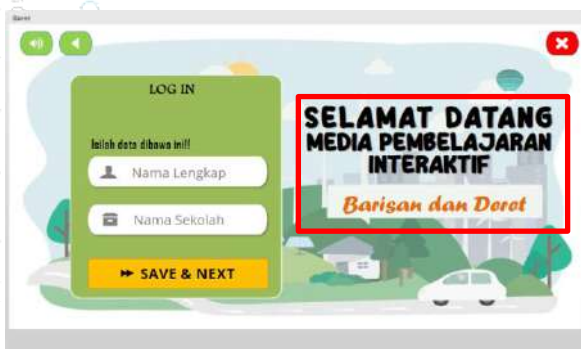 LOG IN
Isilah data dibawa ini!!
Nama Lengkap
Nama Sekolah
SAVE & NEXT
SELAMAT DATANG
MEDIA PEMBELAJARAN
INTERAKTIF
Barisan dan Deret